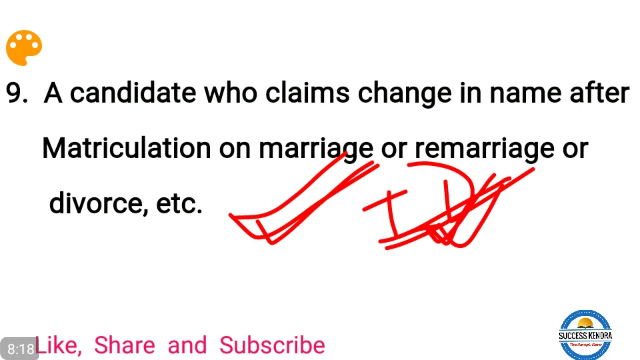 9. A candidate who claims change in name after
Matriculation on marriage or remarriage or
divorce, etc.
ID
8:18
Like, Share and Subscribe
SUCCESS KENDRA